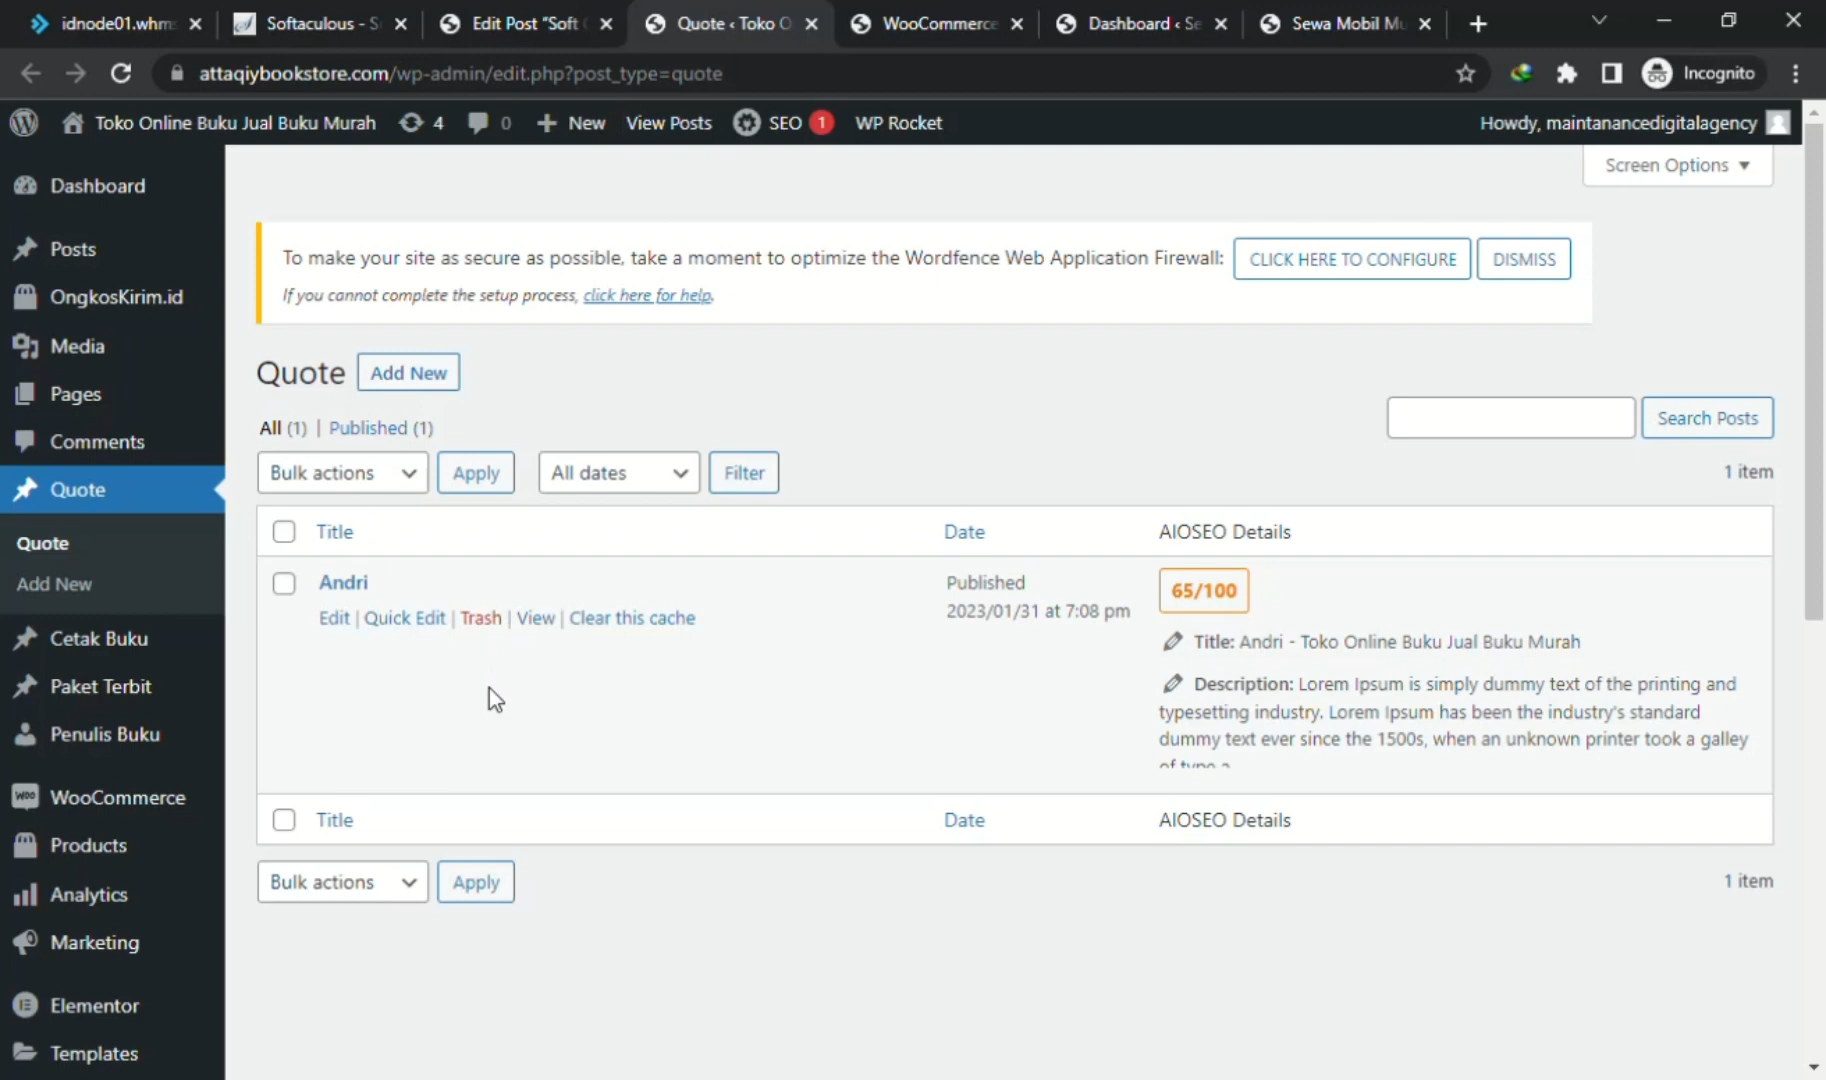 idnode01.whm
Softaculous - S
Edit Post "Soft
Quote ‹ Toko O
WooCommerce
Dashboard ‹ Se
Sewa Mobil Mu
attaqiybookstore.com/wp-admin/edit.php?post_type=quote
Incognito
Toko Online Buku Jual Buku Murah
4
0
New
View Posts
SEO 1
WP Rocket
Howdy, maintanancedigitalagency
Screen Options
Dashboard
Posts
OngkosKirim.id
Media
Pages
Comments
Quote
Quote
Add New
Cetak Buku
Paket Terbit
Penulis Buku
WooCommerce
Products
Analytics
Marketing
Elementor
Templates
To make your site as secure as possible, take a moment to optimize the Wordfence Web Application Firewall: CLICK HERE TO CONFIGURE DISMISS
If you cannot complete the setup process, click here for help.
Quote Add New
All (1) | Published (1)
Search Posts
Bulk actions Apply All dates Filter 1 item
Title Date AIOSEO Details
Andri
Edit | Quick Edit | Trash | View | Clear this cache
Published
2023/01/31 at 7:08 pm
65/100
Title: Andri - Toko Online Buku Jual Buku Murah
Description: Lorem Ipsum is simply dummy text of the printing and
typesetting industry. Lorem Ipsum has been the industry's standard
dummy text ever since the 1500s, when an unknown printer took a galley
of type a
Title Date AIOSEO Details
Bulk actions Apply 1 item